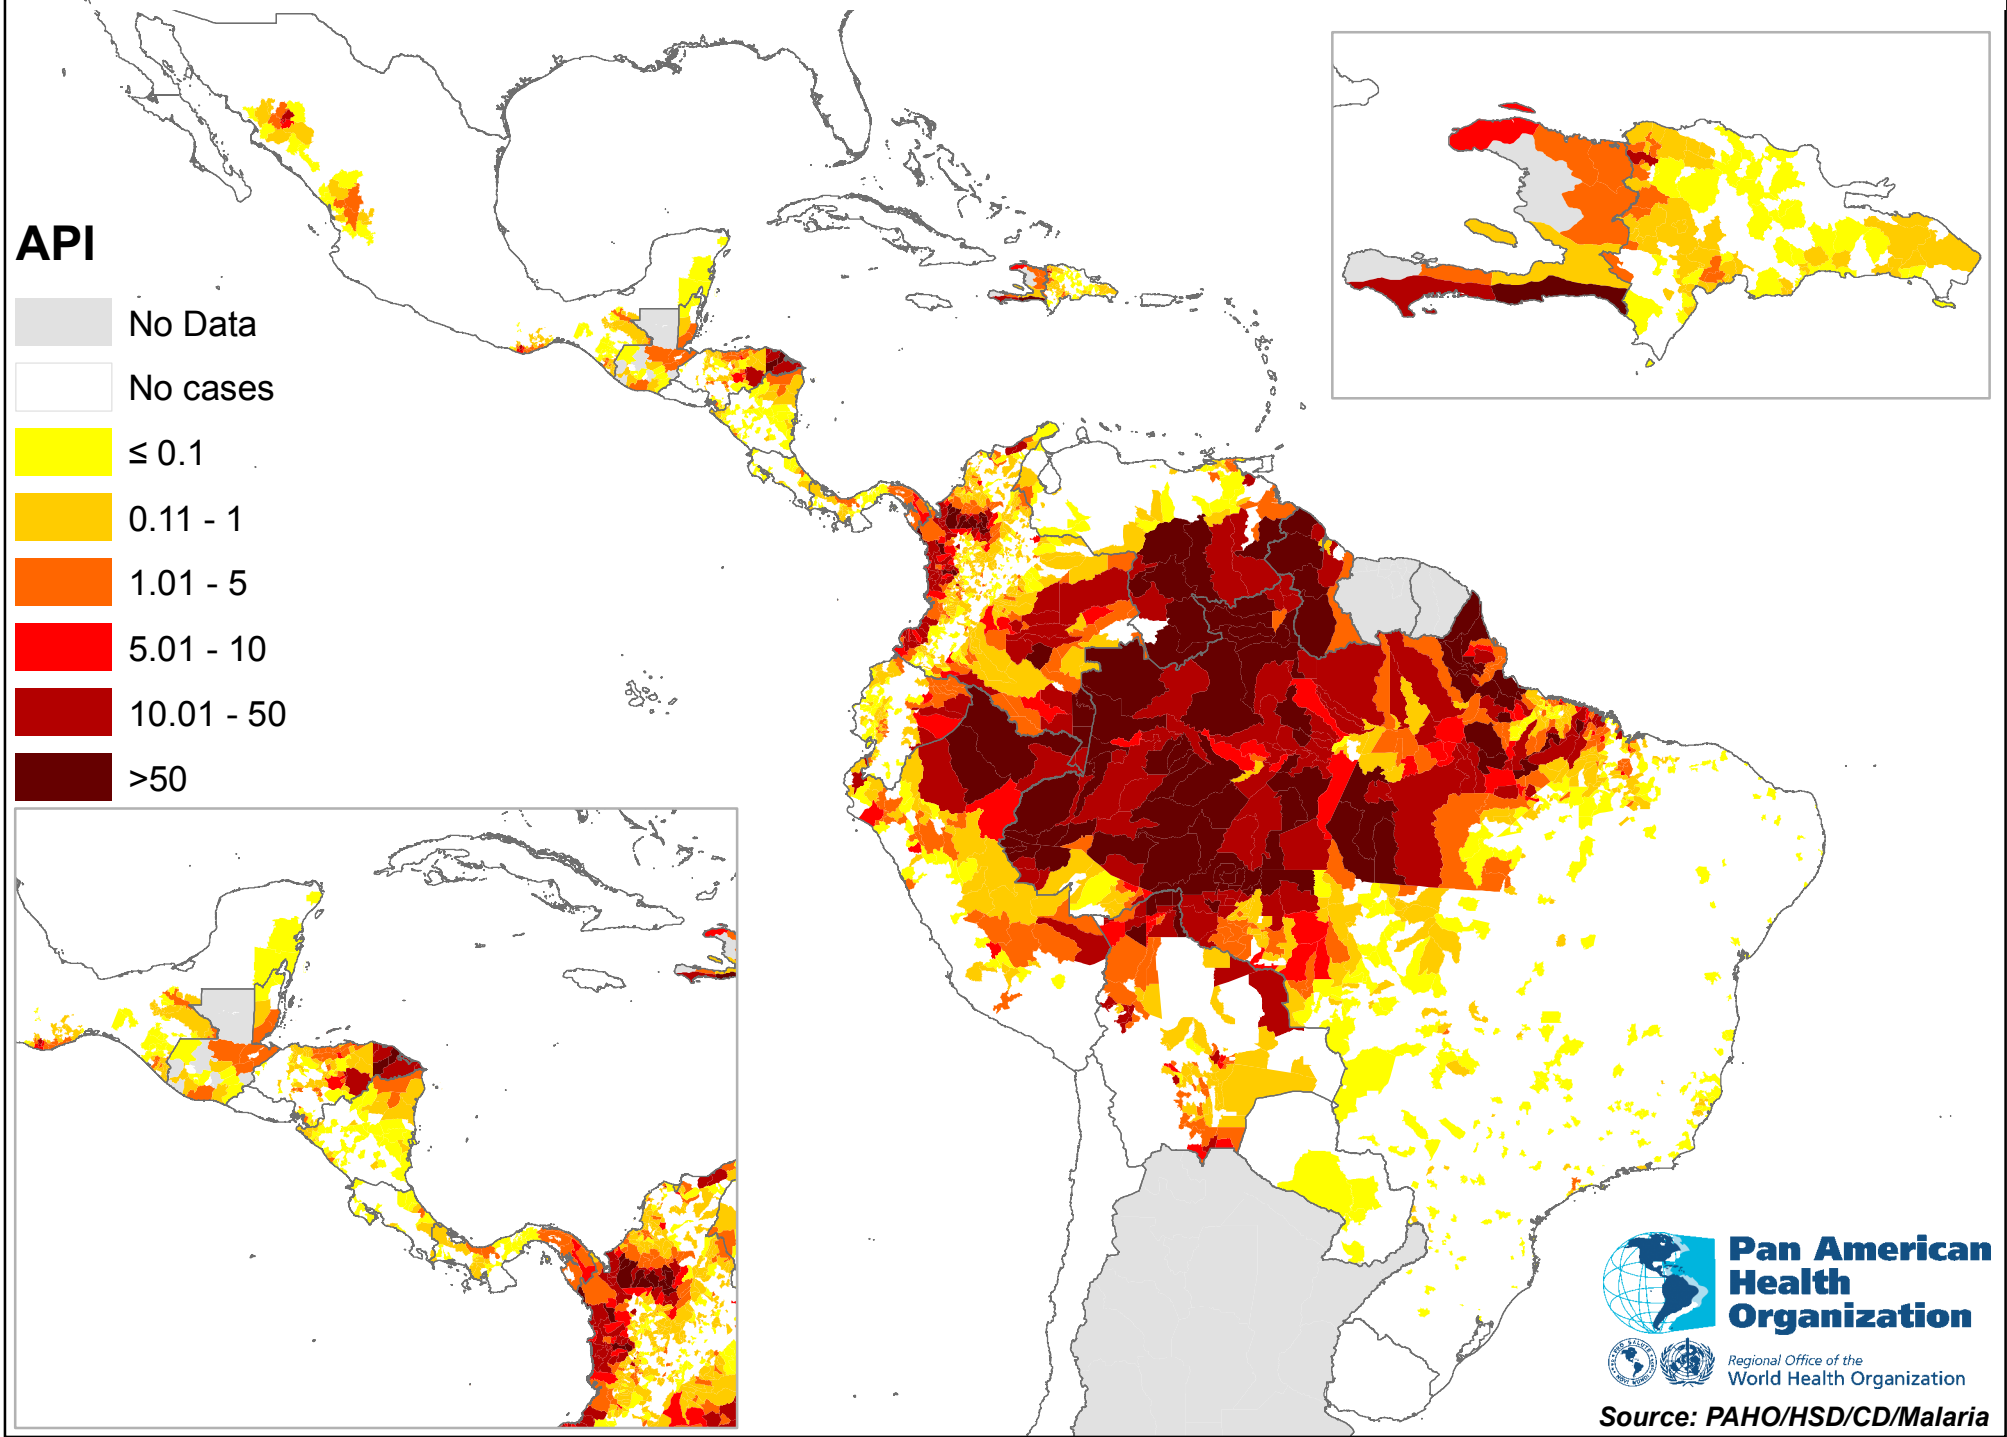 API
No Data
No cases
≤ 0.1
0.11 - 1
1.01 - 5
5.01 - 10
10.01 - 50
>50
Pan American
Health
Organization
Regional Office of the
World Health Organization
Source: PAHO/HSD/CD/Malaria